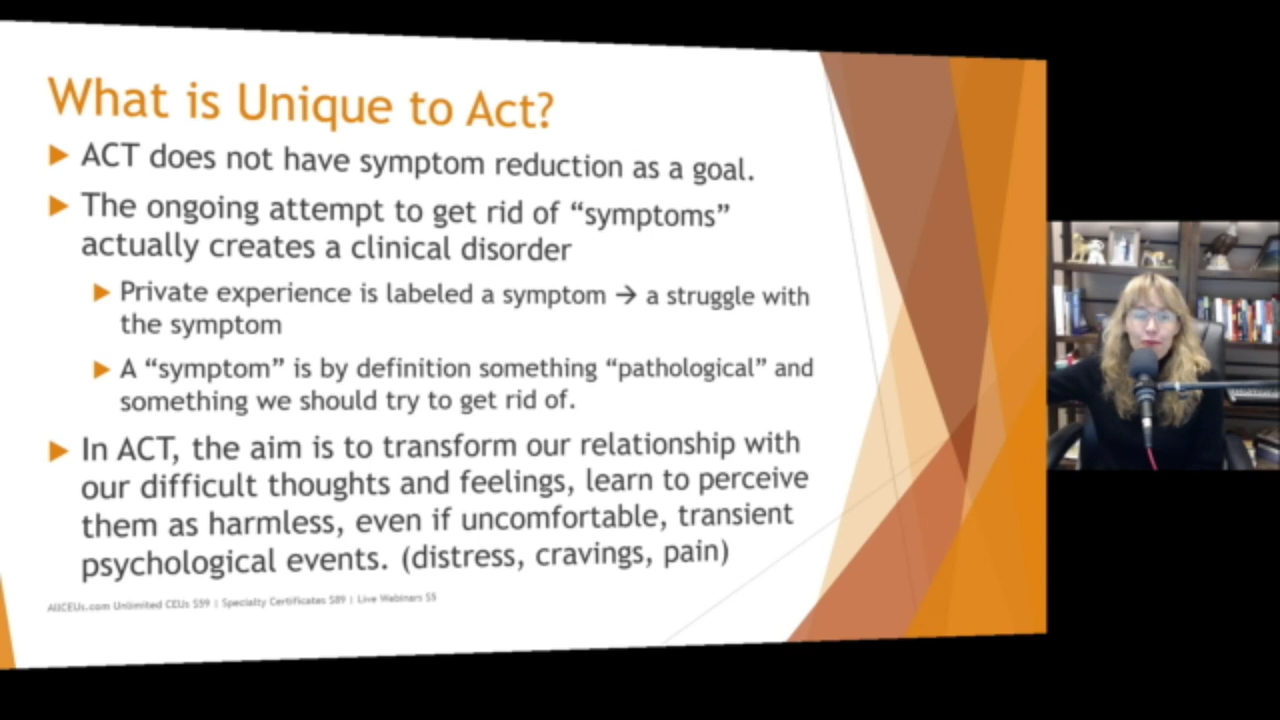 What is Unique to Act?
ACT does not have symptom reduction as a goal.
The ongoing attempt to get rid of “symptoms”
actually creates a clinical disorder
Private experience is labeled a symptom → a struggle with
the symptom
A “symptom” is by definition something “pathological” and
something we should try to get rid of.
In ACT, the aim is to transform our relationship with
our difficult thoughts and feelings, learn to perceive
them as harmless, even if uncomfortable, transient
psychological events. (distress, cravings, pain)
AllCEUs.com Unlimited CEUs $59 | Specialty Certificates $89 | Live Webinars $5